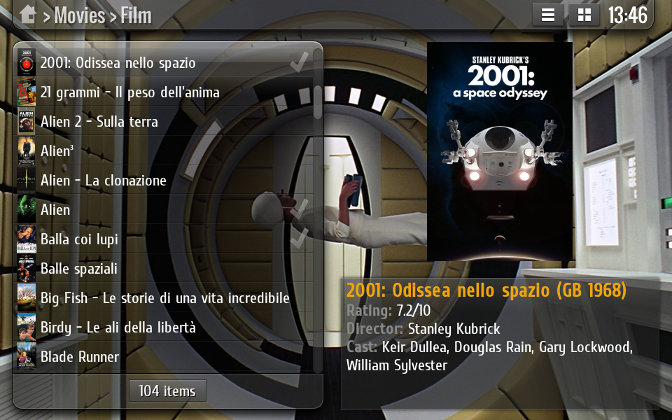 > Movies > Film
13:46
2001: Odissea nello spazio
21 grammi - Il peso dell'anima
Alien 2 - Sulla terra
Alien³
Alien - La clonazione
Alien
Balla coi lupi
Balle spaziali
Big Fish - Le storie di una vita incredibile
Birdy - Le ali della libertà
Blade Runner
104 items
STANLEY KUBRICK'S
2001:
a space odyssey
2001: Odissea nello spazio (GB 1968)
Rating: 7.2/10
Director: Stanley Kubrick
Cast: Keir Dullea, Douglas Rain, Gary Lockwood,
William Sylvester